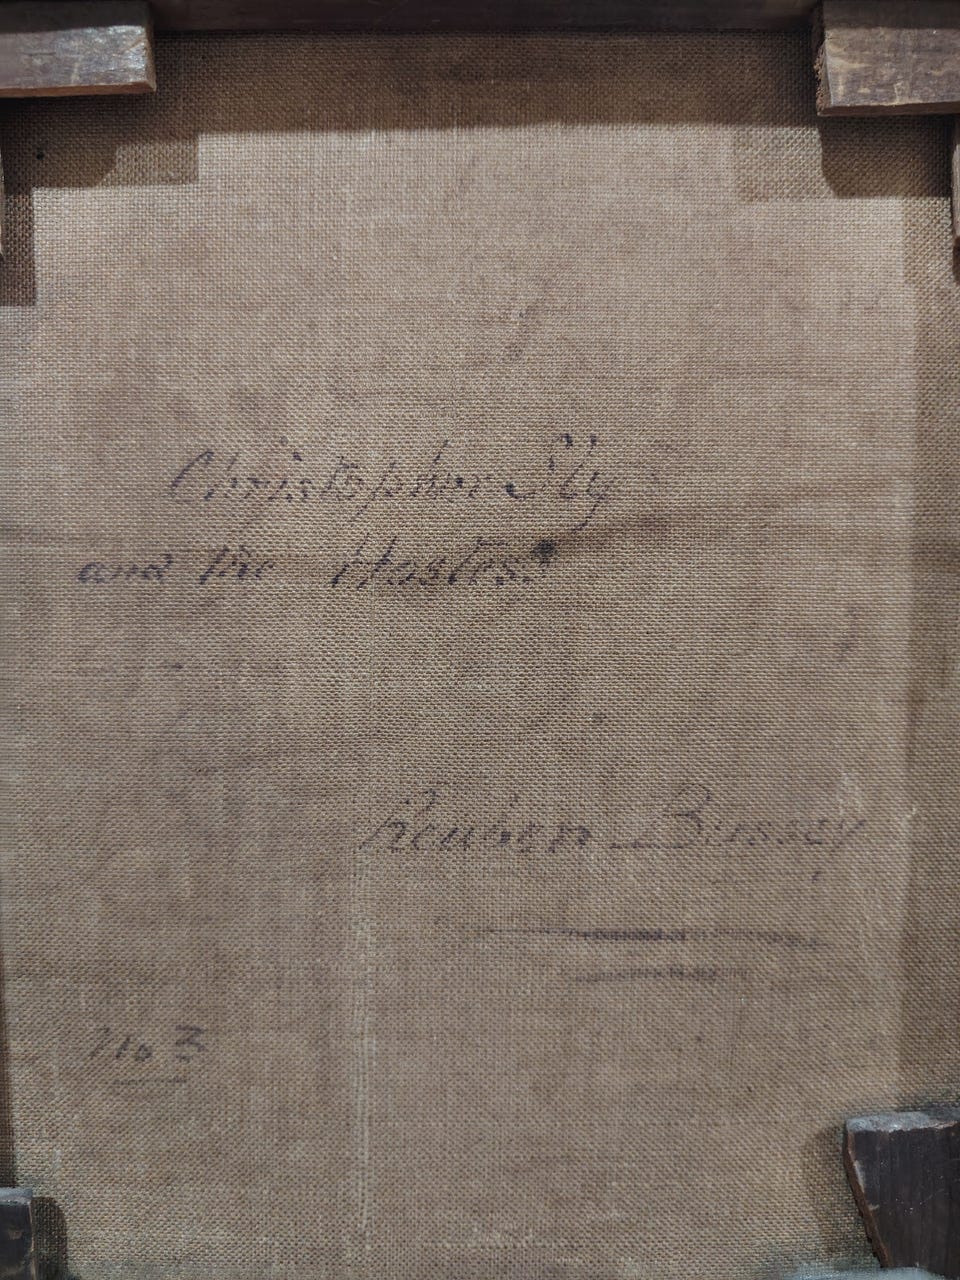 Christopher Sly
and the Hostess
Reuben Bussey
No 3